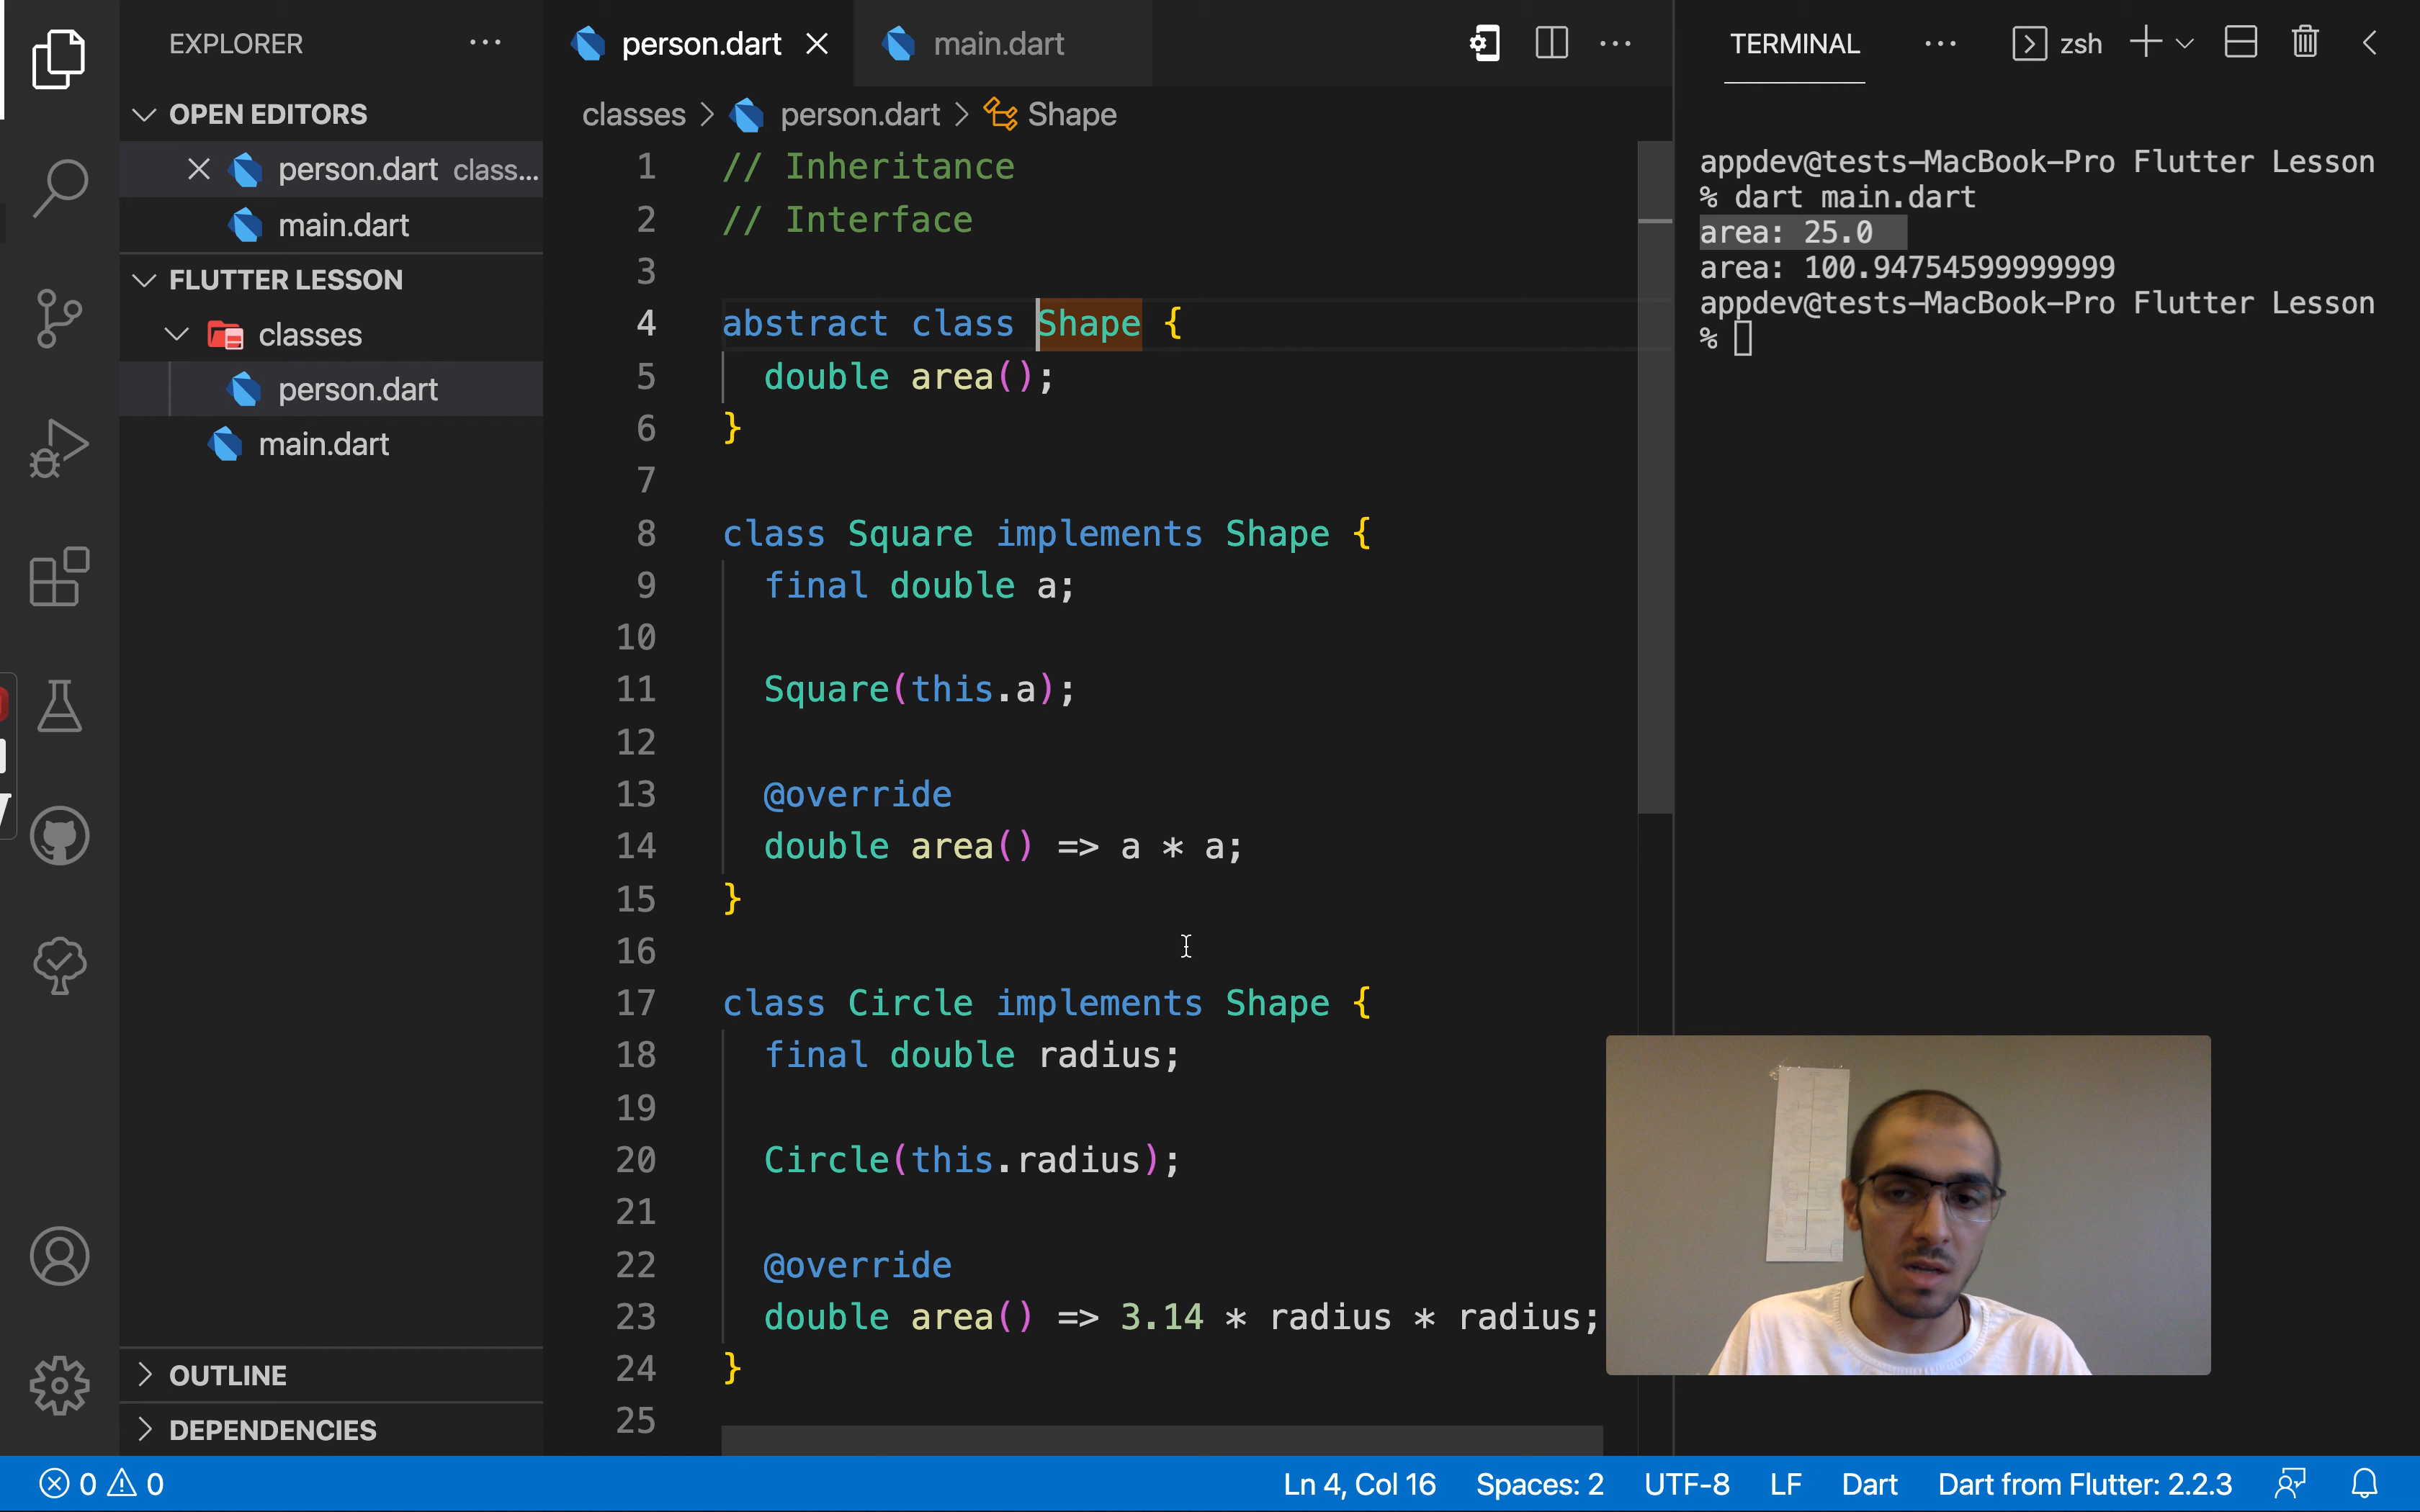 EXPLORER
OPEN EDITORS
person.dart class...
main.dart
FLUTTER LESSON
classes
person.dart
main.dart
OUTLINE
DEPENDENCIES
person.dart
main.dart
classes > person.dart > Shape
1 // Inheritance
2 // Interface
3
4 abstract class Shape {
5 double area();
6 }
7
8 class Square implements Shape {
9 final double a;
10
11 Square(this.a);
12
13 @override
14 double area() => a * a;
15 }
16
17 class Circle implements Shape {
18 final double radius;
19
20 Circle(this.radius);
21
22 @override
23 double area() => 3.14 * radius * radius;
24 }
25
TERMINAL
zsh
appdev@tests-MacBook-Pro Flutter Lesson
% dart main.dart
area: 25.0
area: 100.94754599999999
appdev@tests-MacBook-Pro Flutter Lesson
%
0 0
Ln 4, Col 16
Spaces: 2
UTF-8
LF
Dart
Dart from Flutter: 2.2.3